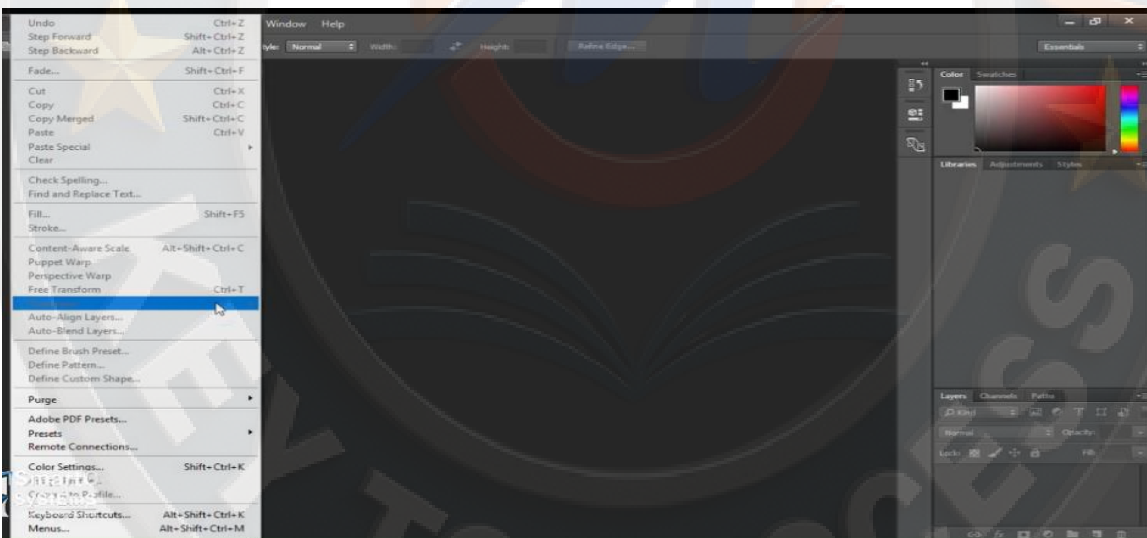 Window Help
Style: Normal Width: Height: Refine Edge... Essentials
Undo Ctrl+Z
Step Forward Shift+Ctrl+Z
Step Backward Alt+Ctrl+Z
Fade... Shift+Ctrl+F
Cut Ctrl+X
Copy Ctrl+C
Copy Merged Shift+Ctrl+C
Paste Ctrl+V
Paste Special
Clear
Check Spelling...
Find and Replace Text...
Fill... Shift+F5
Stroke...
Content-Aware Scale Alt+Shift+Ctrl+C
Puppet Warp
Perspective Warp
Free Transform Ctrl+T
Auto-Align Layers...
Auto-Blend Layers...
Define Brush Preset...
Define Pattern...
Define Custom Shape...
Purge
Adobe PDF Presets...
Presets
Remote Connections...
Color Settings... Shift+Ctrl+K
Keyboard Shortcuts... Alt+Shift+Ctrl+K
Menus... Alt+Shift+Ctrl+M
Color Swatches
Libraries Adjustments Styles
Layers Channels Paths
Kind
Normal Opacity:
Lock: Fill:
KEY TO SUCCESS